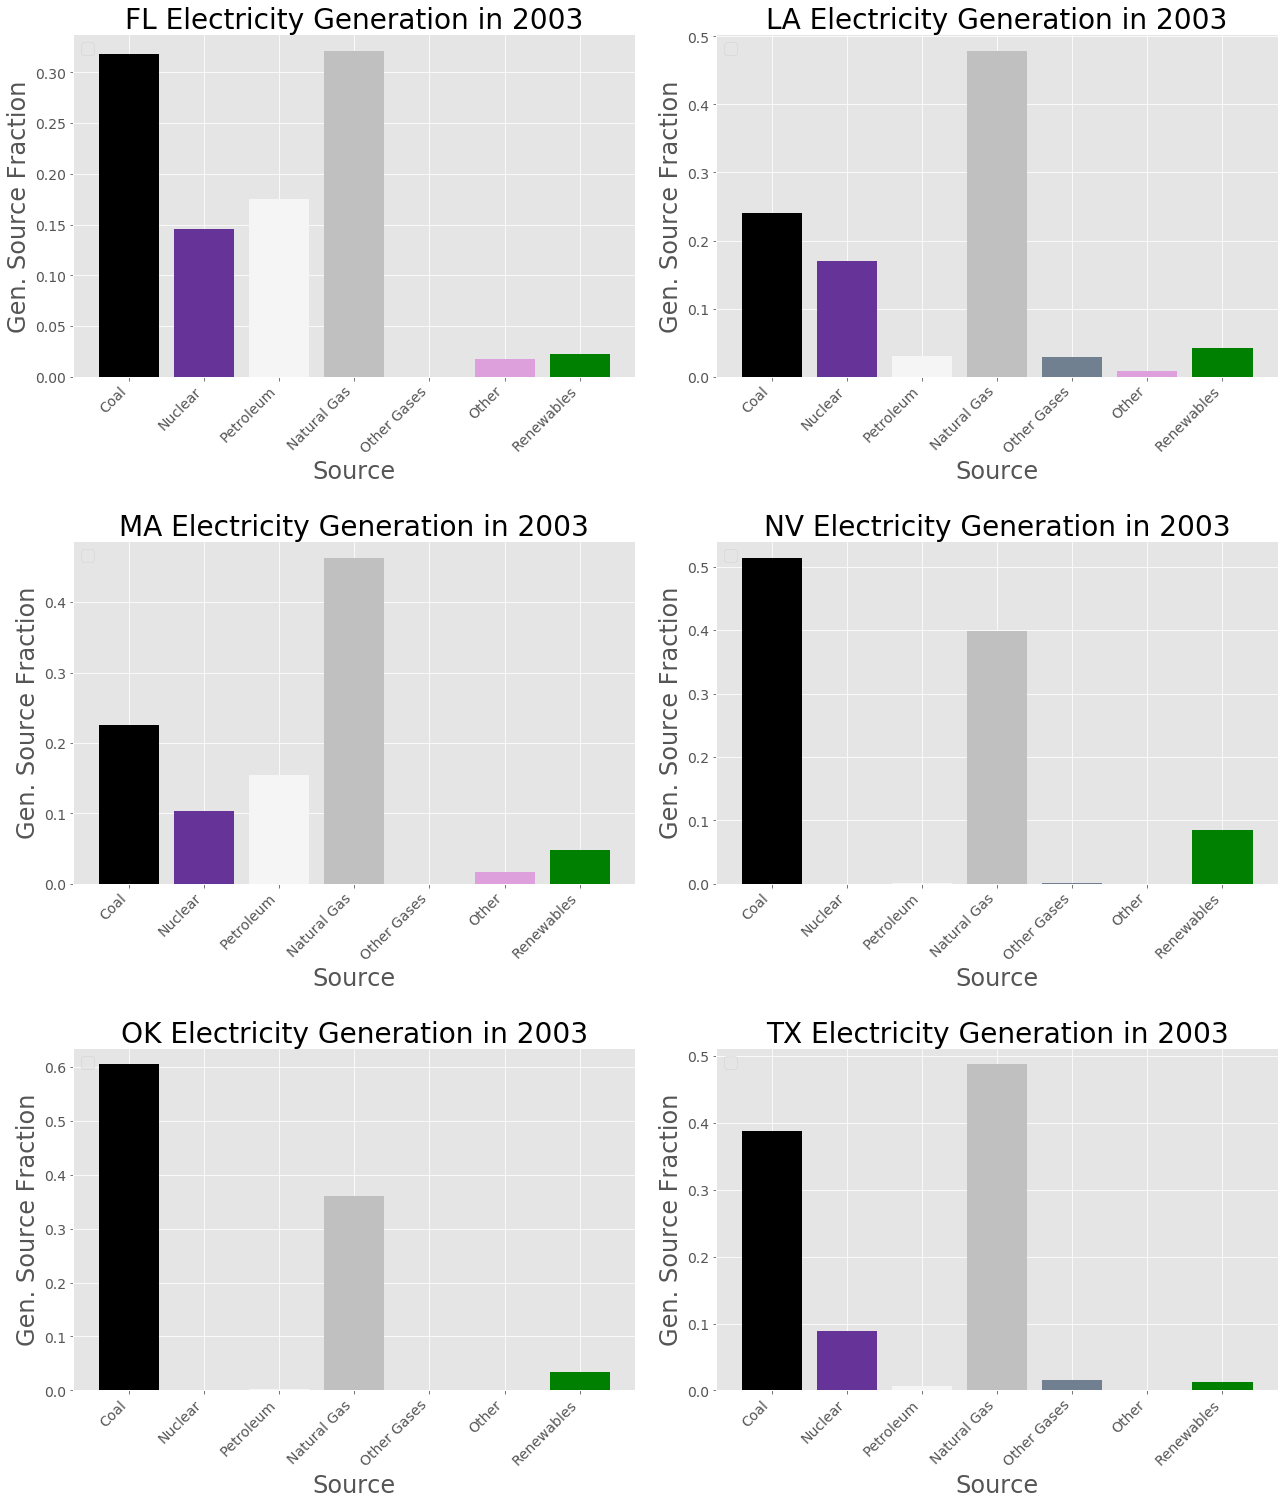 FL Electricity Generation in 2003
Gen. Source Fraction
0.30
0.25
0.20
0.15
0.10
0.05
0.00
Coal
Nuclear
Petroleum
Natural Gas
Other Gases
Other
Renewables
Source
LA Electricity Generation in 2003
Gen. Source Fraction
0.5
0.4
0.3
0.2
0.1
0.0
Coal
Nuclear
Petroleum
Natural Gas
Other Gases
Other
Renewables
Source
MA Electricity Generation in 2003
Gen. Source Fraction
0.4
0.3
0.2
0.1
0.0
Coal
Nuclear
Petroleum
Natural Gas
Other Gases
Other
Renewables
Source
NV Electricity Generation in 2003
Gen. Source Fraction
0.5
0.4
0.3
0.2
0.1
0.0
Coal
Nuclear
Petroleum
Natural Gas
Other Gases
Other
Renewables
Source
OK Electricity Generation in 2003
Gen. Source Fraction
0.6
0.5
0.4
0.3
0.2
0.1
0.0
Coal
Nuclear
Petroleum
Natural Gas
Other Gases
Other
Renewables
Source
TX Electricity Generation in 2003
Gen. Source Fraction
0.5
0.4
0.3
0.2
0.1
0.0
Coal
Nuclear
Petroleum
Natural Gas
Other Gases
Other
Renewables
Source